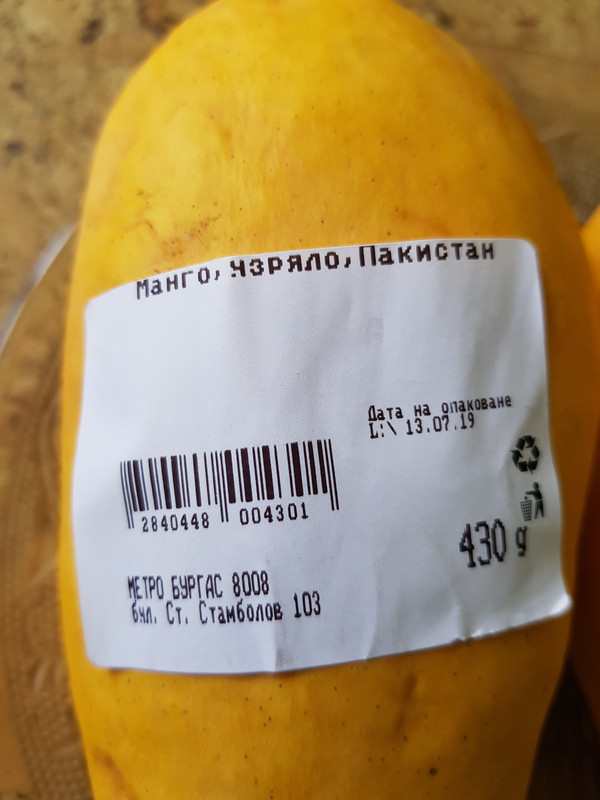 Манго, Узряло, Пакистан
Дата на опаковане
L:\ 13.07.19
2840448 004301
430 g
МЕТРО БУРГАС 8008
бул. Ст. Стамболов 103